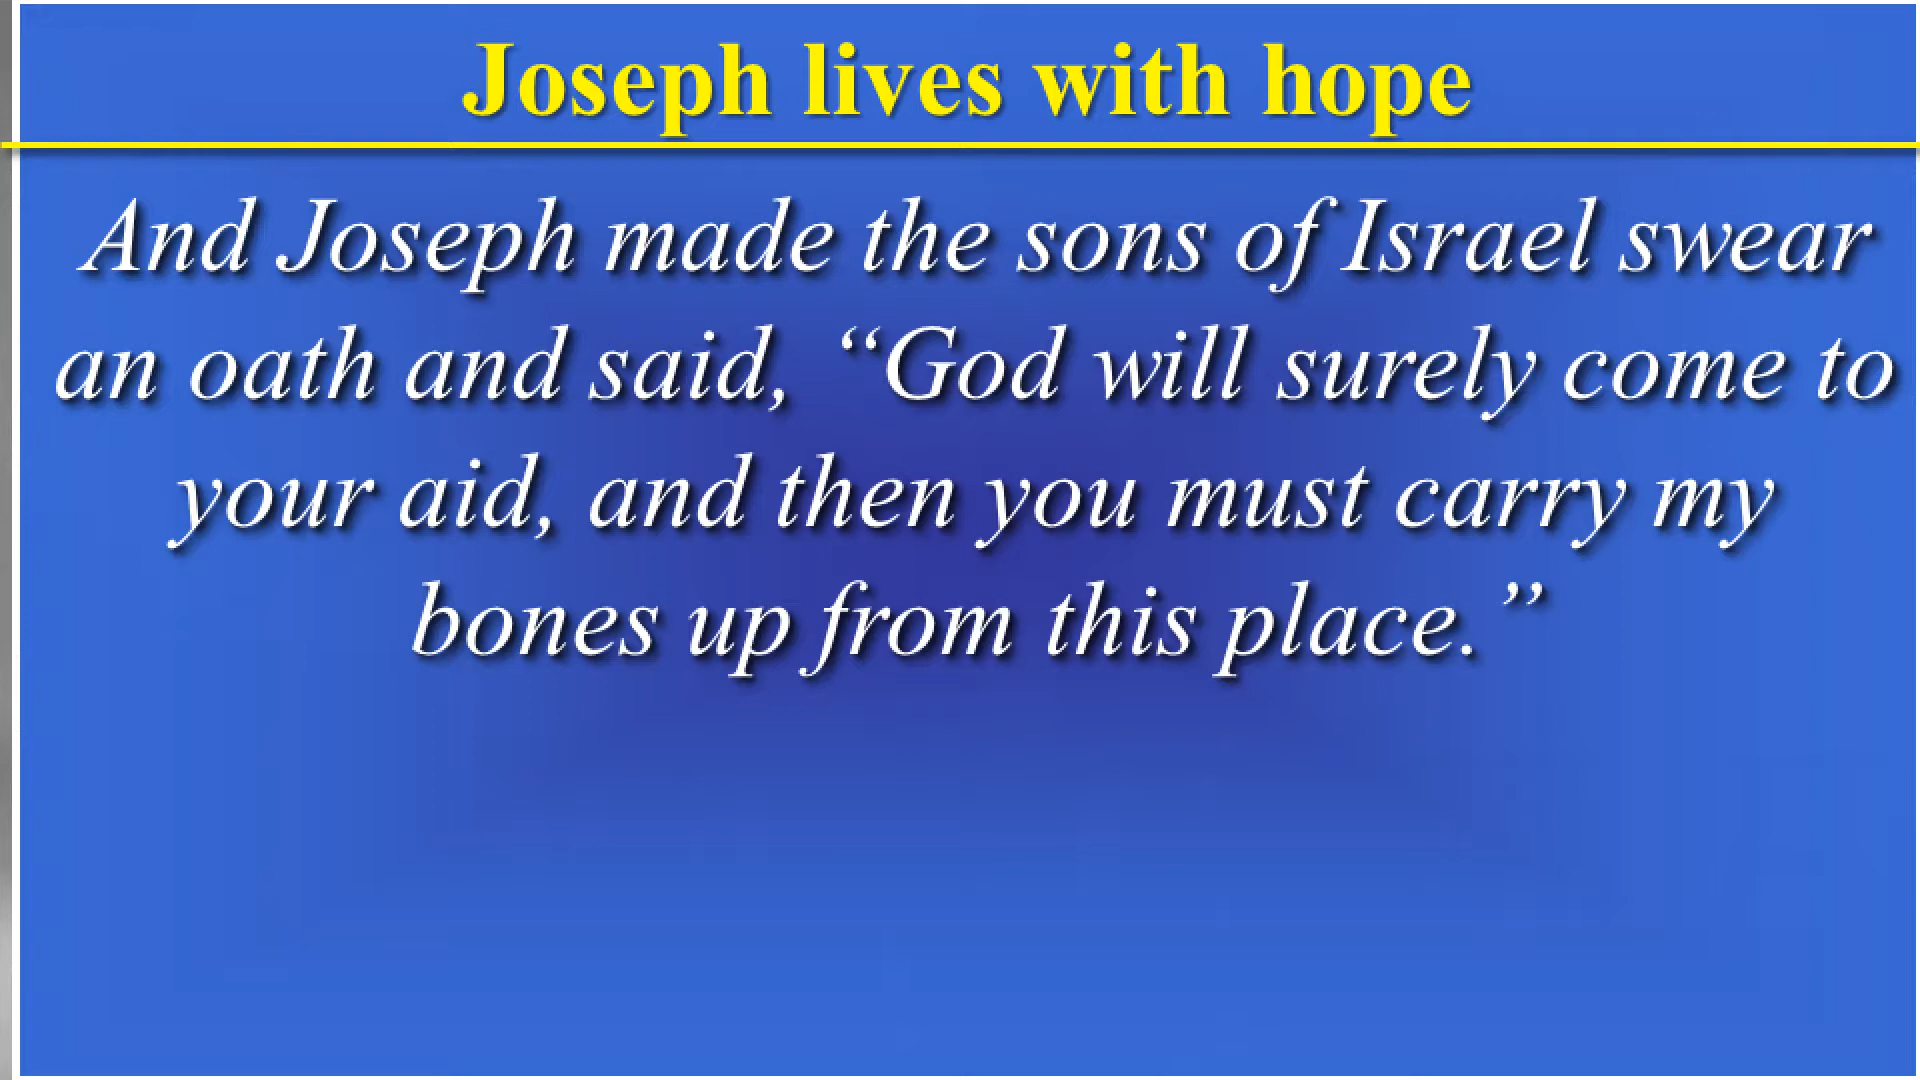 Joseph lives with hope
And Joseph made the sons of Israel swear
an oath and said, “God will surely come to
your aid, and then you must carry my
bones up from this place.”